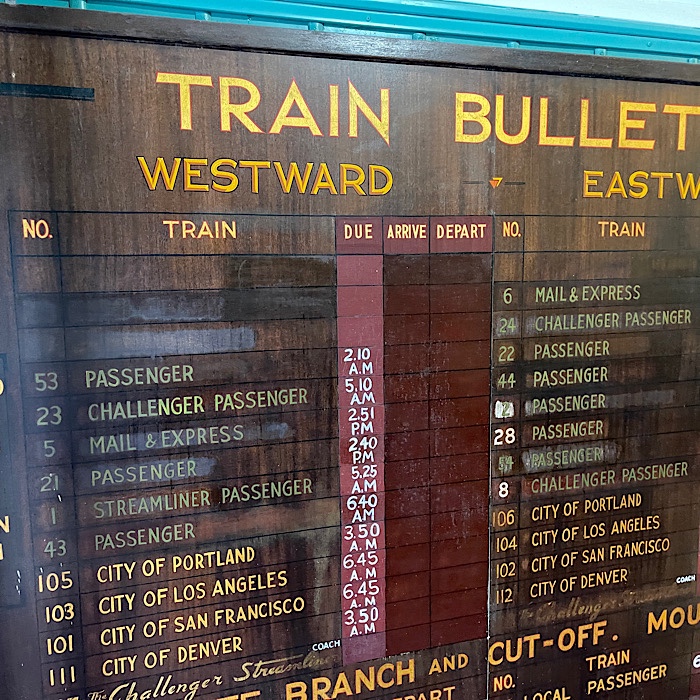 TRAIN BULLET
WESTWARD
NO. TRAIN DUE ARRIVE DEPART
53 PASSENGER 2.10 A.M
23 CHALLENGER PASSENGER 5.10 A.M
5 MAIL & EXPRESS 2.51 P.M
21 PASSENGER 2.40 P.M
1 STREAMLINER PASSENGER 5.25 A.M
43 PASSENGER 6.40 A.M
105 CITY OF PORTLAND 3.50 A.M
103 CITY OF LOS ANGELES 6.45 A.M
101 CITY OF SAN FRANCISCO 6.45 A.M
111 CITY OF DENVER 3.50 A.M
COACH
The Challenger Streamliner
EASTW
NO. TRAIN
6 MAIL & EXPRESS
24 CHALLENGER PASSENGER
22 PASSENGER
44 PASSENGER
PASSENGER
28 PASSENGER
PASSENGER
8 CHALLENGER PASSENGER
106 CITY OF PORTLAND
104 CITY OF LOS ANGELES
102 CITY OF SAN FRANCISCO
112 CITY OF DENVER
COACH
The Challenger
BRANCH AND CUT-OFF. MOU
NO. TRAIN
LOCAL PASSENGER